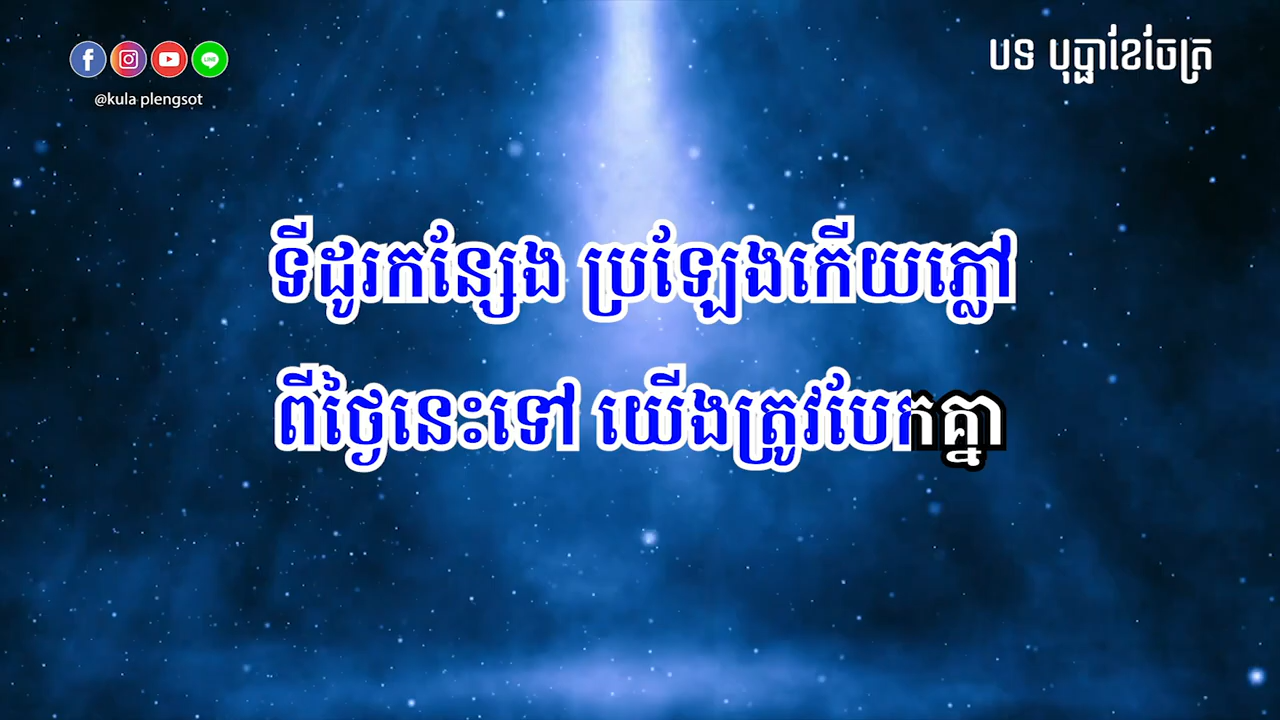 @kula plengsot
បទ បុប្ផាខែចែត្រ
ទីដូរកន្សែង ប្រឡែងកើយភ្លៅ
ពីថ្ងៃនេះទៅ យើងត្រូវបែកគ្នា